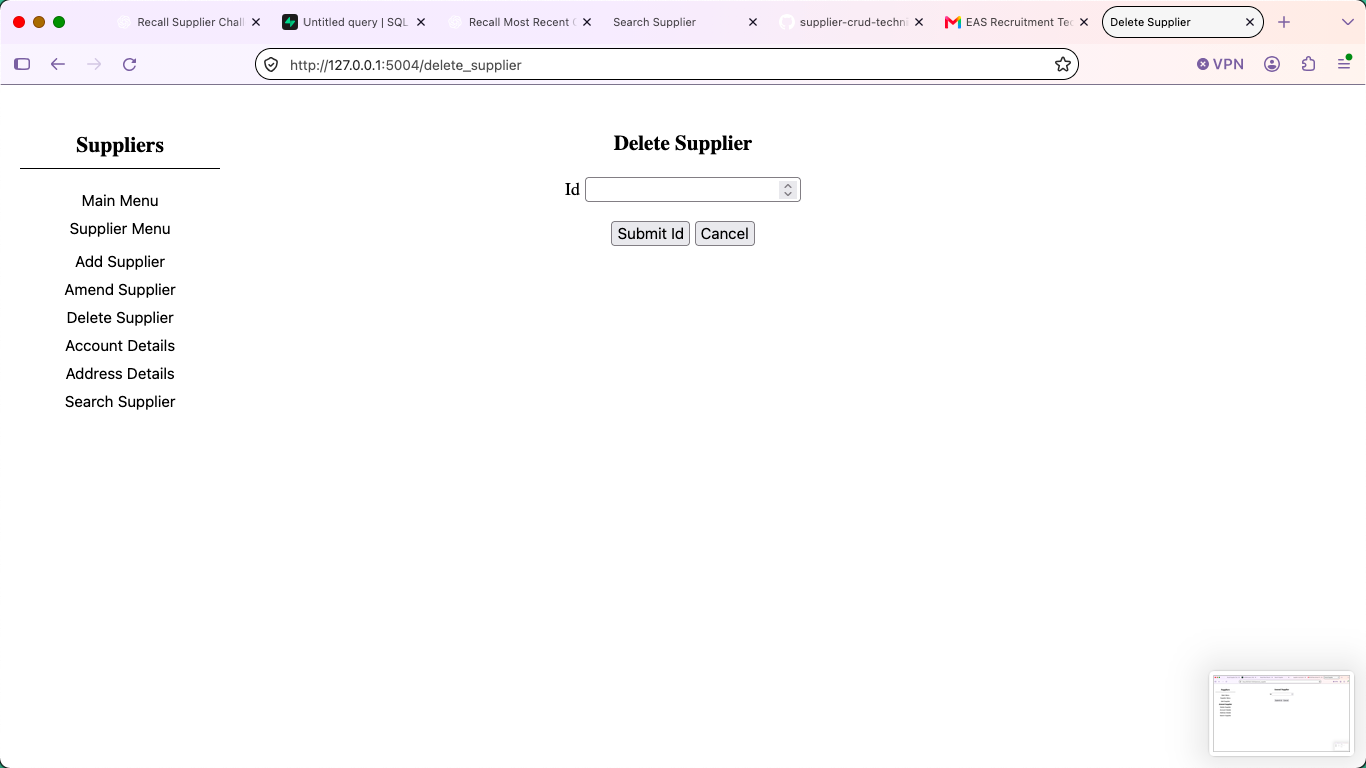 Recall Supplier Chall
Untitled query | SQL
Recall Most Recent
Search Supplier
supplier-crud-techni
EAS Recruitment Tec
Delete Supplier
http://127.0.0.1:5004/delete_supplier
VPN
Suppliers
Main Menu
Supplier Menu
Add Supplier
Amend Supplier
Delete Supplier
Account Details
Address Details
Search Supplier
Delete Supplier
Id
Submit Id
Cancel